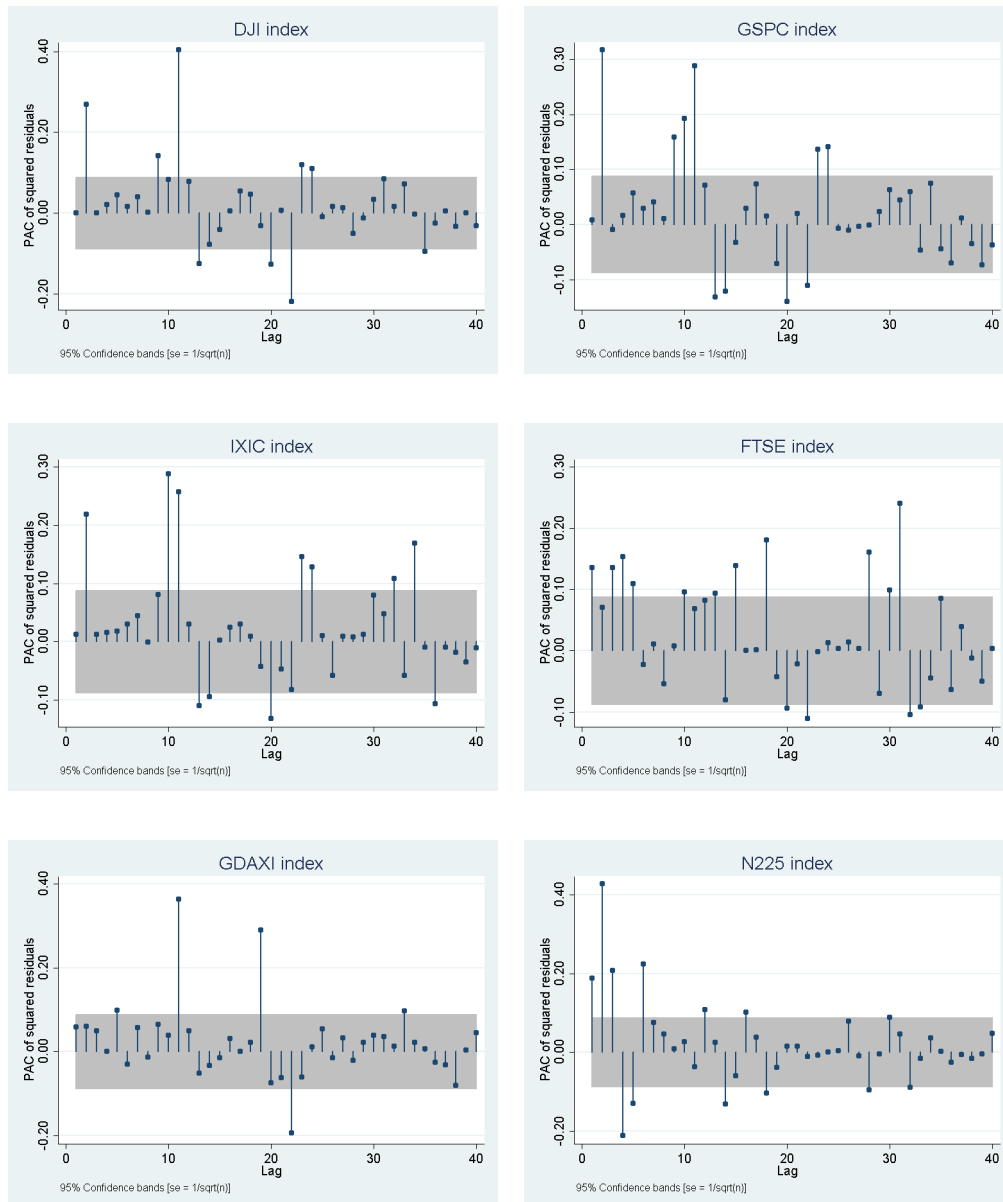 DJI index
PAC of squared residuals
0.40
0.20
0.00
-0.20
0
10
20
30
40
Lag
95% Confidence bands [se = 1/sqrt(n)]
GSPC index
PAC of squared residuals
0.30
0.20
0.10
0.00
-0.10
0
10
20
30
40
Lag
95% Confidence bands [se = 1/sqrt(n)]
IXIC index
PAC of squared residuals
0.30
0.20
0.10
0.00
-0.10
0
10
20
30
40
Lag
95% Confidence bands [se = 1/sqrt(n)]
FTSE index
PAC of squared residuals
0.30
0.20
0.10
0.00
-0.10
0
10
20
30
40
Lag
95% Confidence bands [se = 1/sqrt(n)]
GDAXI index
PAC of squared residuals
0.40
0.20
0.00
-0.20
0
10
20
30
40
Lag
95% Confidence bands [se = 1/sqrt(n)]
N225 index
PAC of squared residuals
0.40
0.20
0.00
-0.20
0
10
20
30
40
Lag
95% Confidence bands [se = 1/sqrt(n)]